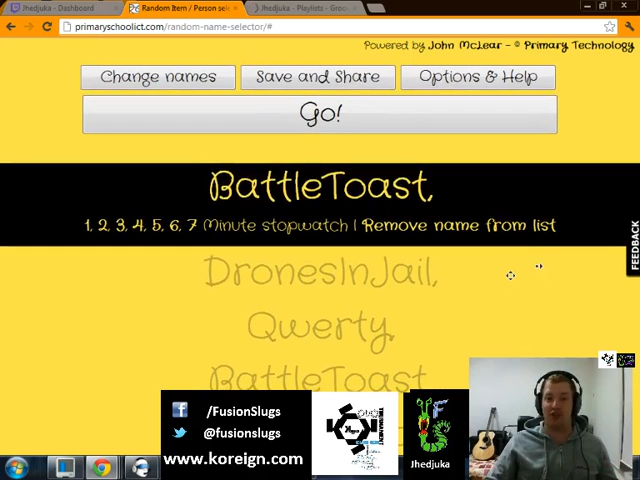 Jhedjuka - Dashboard
Random Item / Person sel
Jhedjuka - Playlists - Groo
primaryschoolict.com/random-name-selector/#
Powered by John McLear - © Primary Technology
Change names
Save and Share
Options & Help
Go!
BattleToast,
1, 2, 3, 4, 5, 6, 7 Minute stopwatch | Remove name from list
FEEDBACK
DronesInJail,
Qwerty,
BattleToast
/FusionSlugs
@fusionslugs
www.koreign.com
Jhedjuka